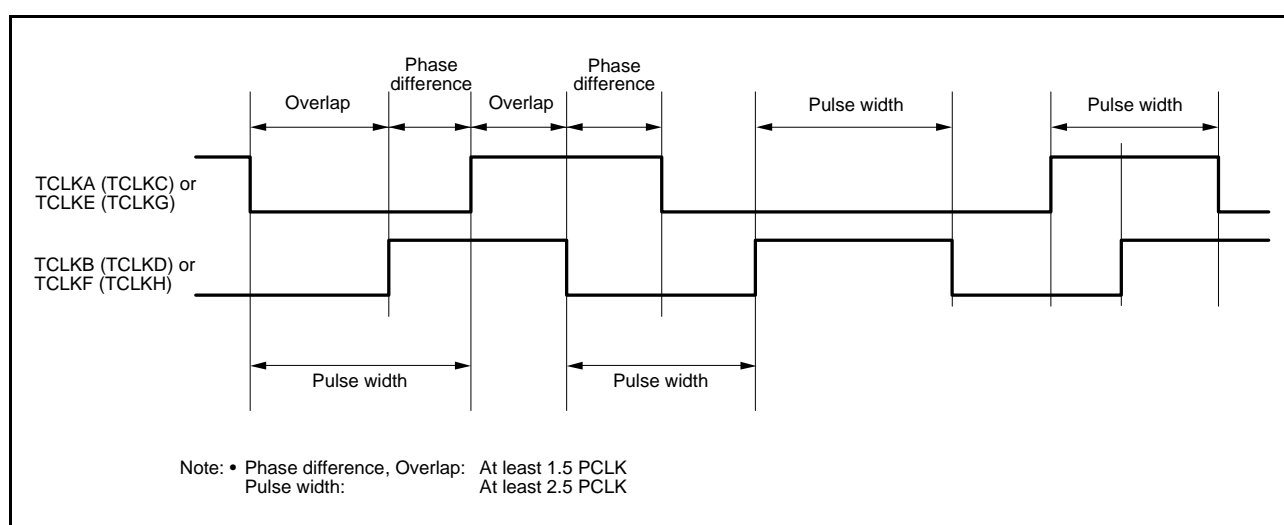 Phase
difference
Phase
difference
Overlap
Overlap
Pulse width
Pulse width
TCLKA (TCLKC) or
TCLKE (TCLKG)
TCLKB (TCLKD) or
TCLKF (TCLKH)
Pulse width
Pulse width
Note: • Phase difference, Overlap: At least 1.5 PCLK
Pulse width: At least 2.5 PCLK